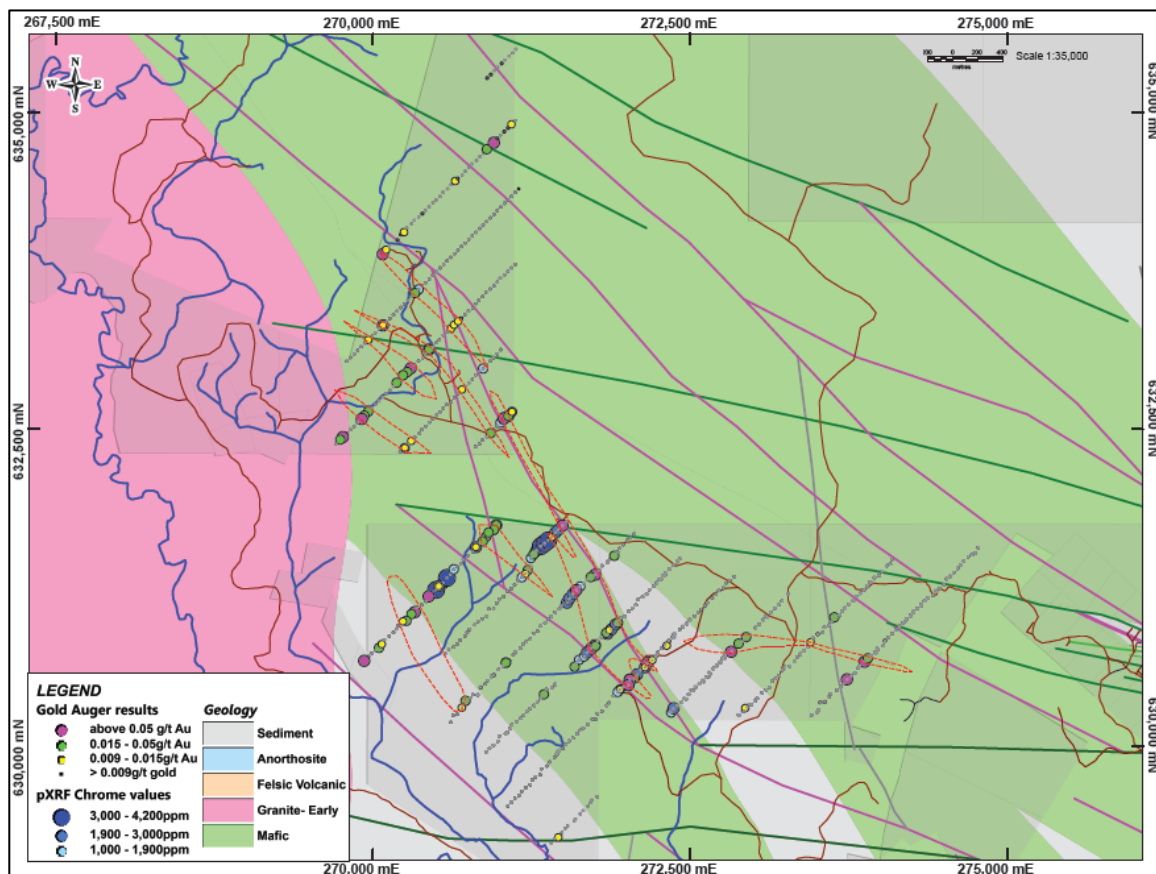 267,500 mE 270,000 mE 272,500 mE 275,000 mE
N
W E
S
Scale 1:35,000
metres
635,000 mN
635,000 mN
632,500 mN
632,500 mN
630,000 mN
LEGEND
Gold Auger results
above 0.05 g/t Au
0.015 - 0.05g/t Au
0.009 - 0.015g/t Au
> 0.009g/t gold
pXRF Chrome values
3,000 - 4,200ppm
1,900 - 3,000ppm
1,000 - 1,900ppm
Geology
Sediment
Anorthosite
Felsic Volcanic
Granite- Early
Mafic
630,000 mN
270,000 mE 272,500 mE 275,000 mE